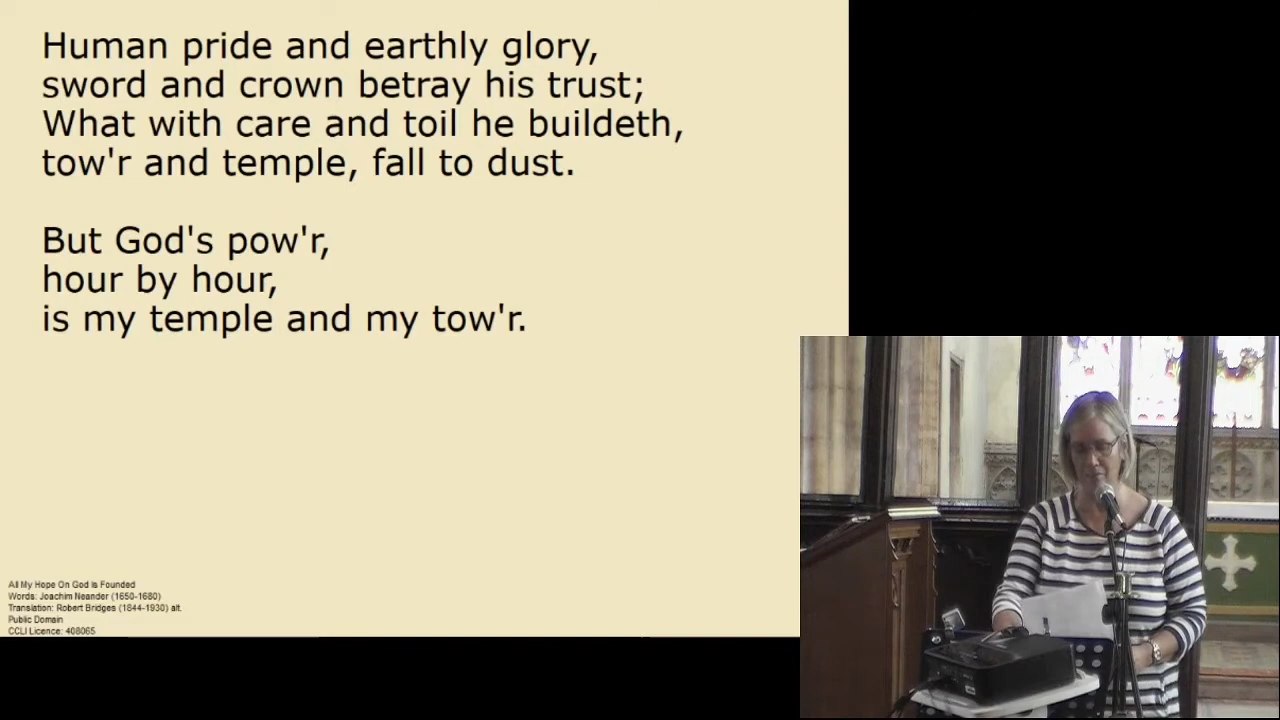 Human pride and earthly glory,
sword and crown betray his trust;
What with care and toil he buildeth,
tow'r and temple, fall to dust.
But God's pow'r,
hour by hour,
is my temple and my tow'r.
All My Hope On God Is Founded
Words: Joachim Neander (1650-1680)
Translation: Robert Bridges (1844-1930) alt.
Public Domain
CCLI Licence: 408065